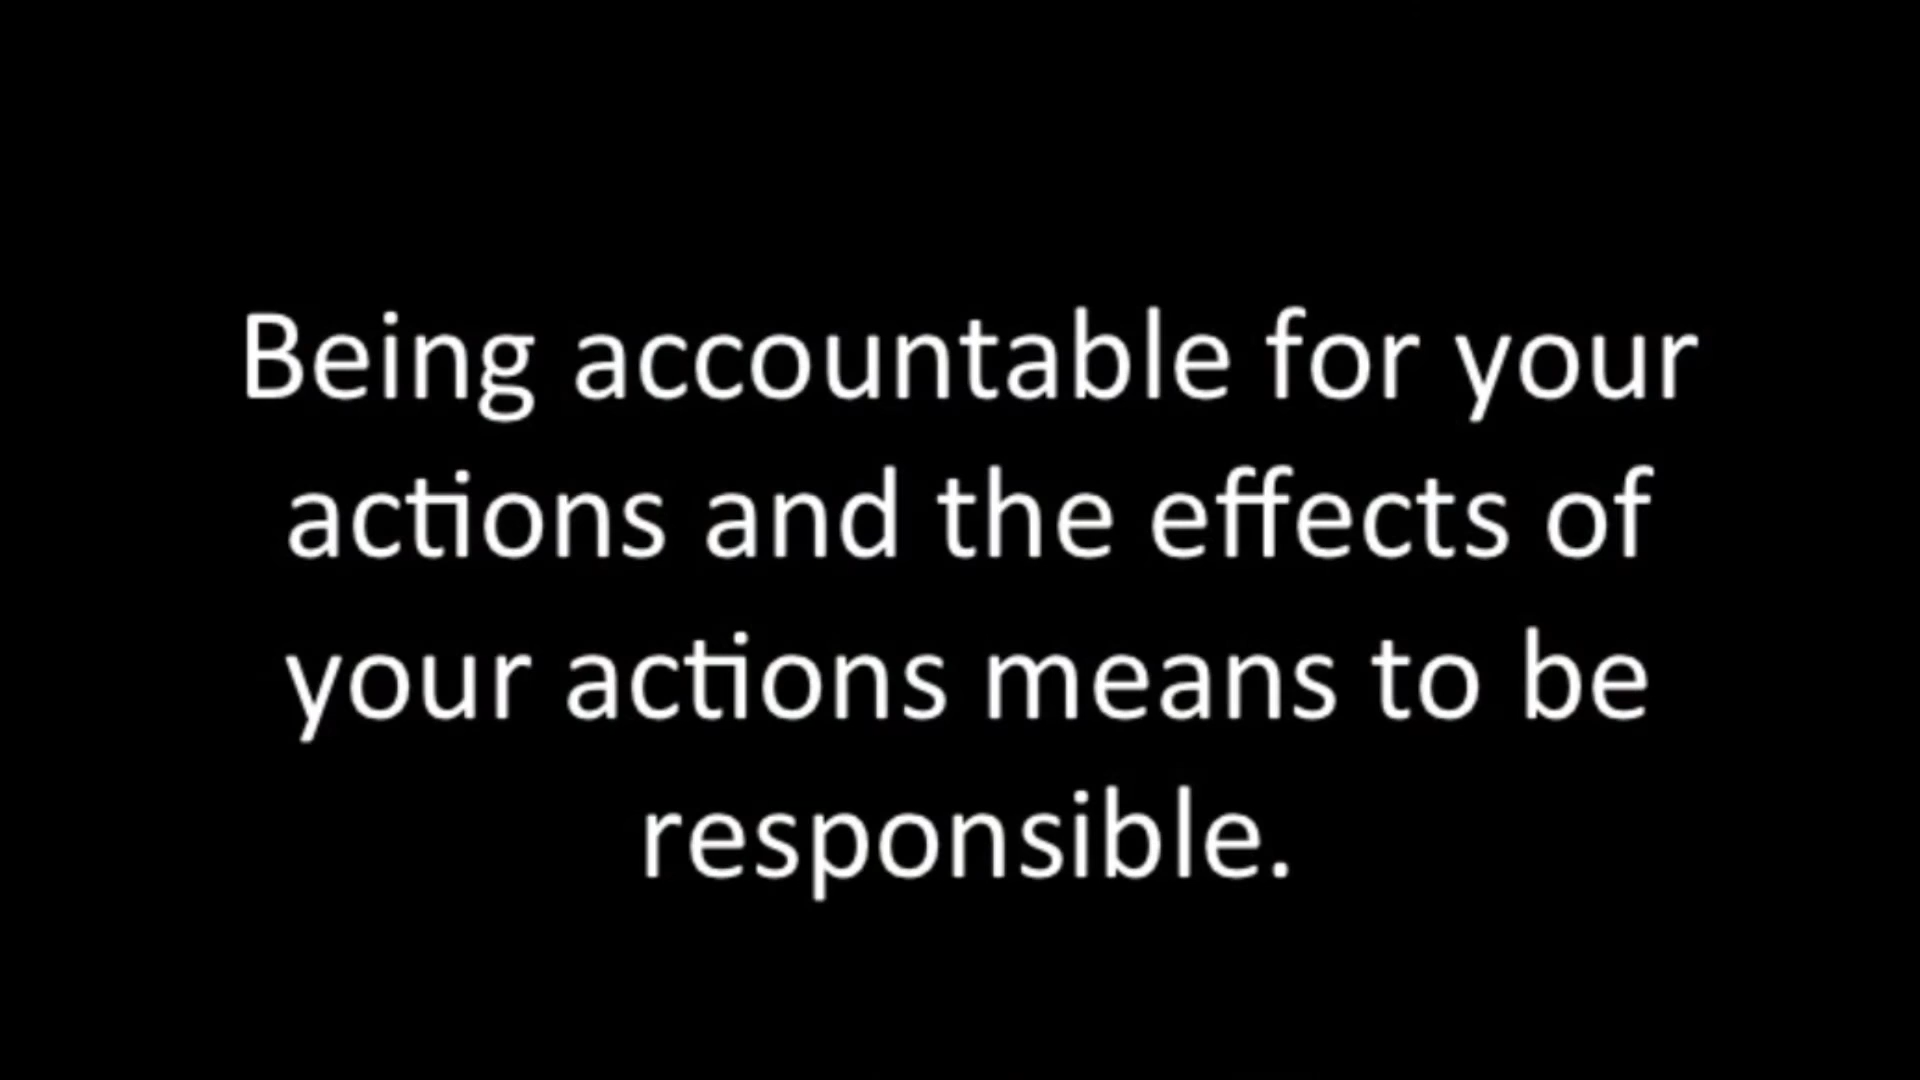 Being accountable for your
actions and the effects of
your actions means to be
responsible.